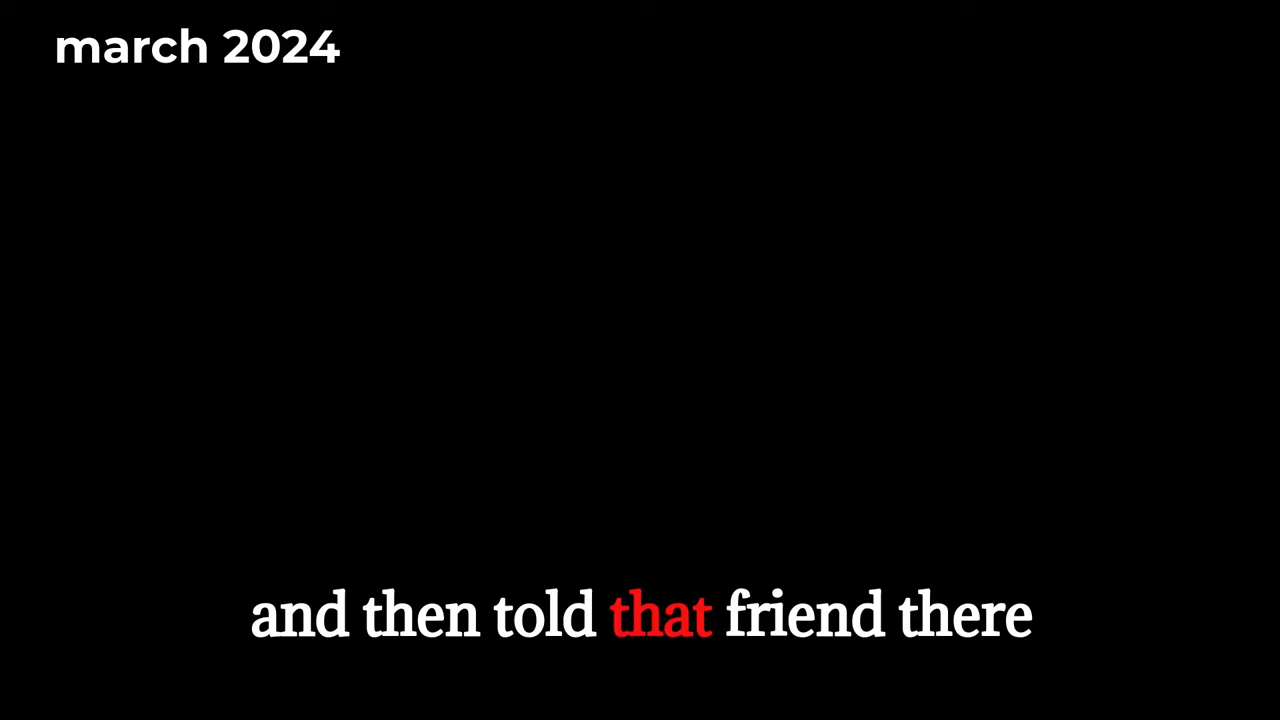 march 2024
and then told that friend there